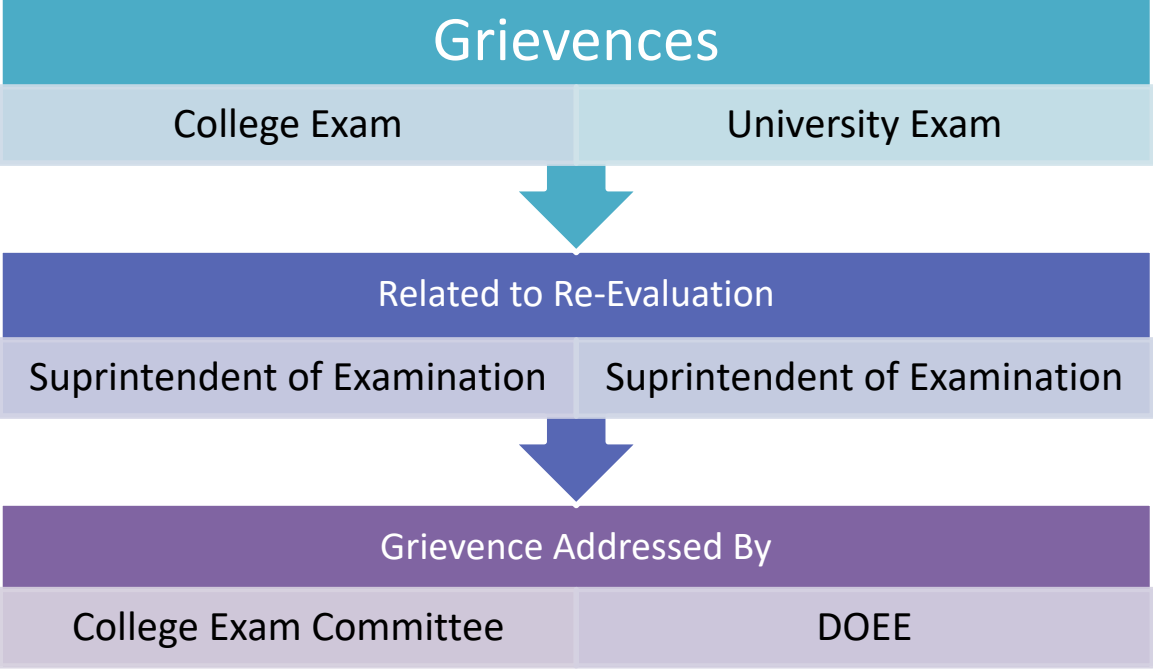 Grievences
College Exam
University Exam
Related to Re-Evaluation
Suprintendent of Examination
Suprintendent of Examination
Grievence Addressed By
College Exam Committee
DOEE